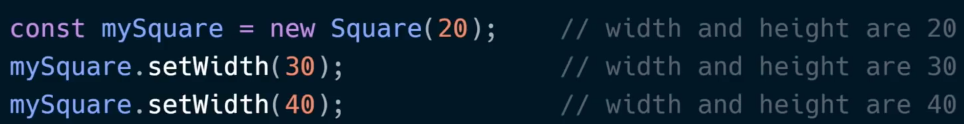 const mySquare = new Square(20);    // width and height are 20
mySquare.setWidth(30);              // width and height are 30
mySquare.setWidth(40);              // width and height are 40